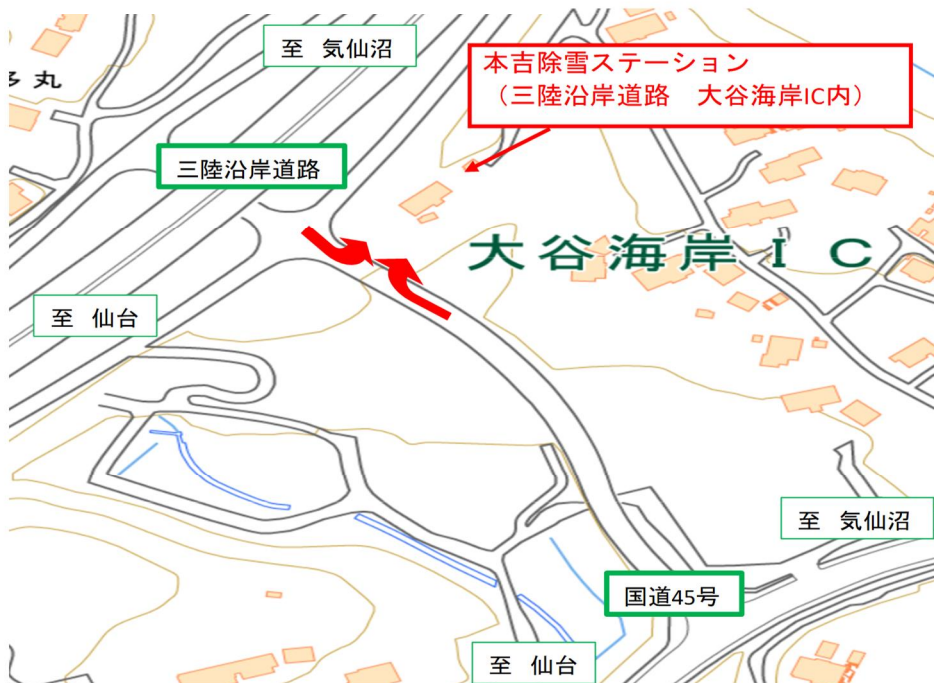 至 気仙沼
本吉除雪ステーション
（三陸沿岸道路 大谷海岸IC内）
丸
三陸沿岸道路
大谷海岸IC
至 仙台
至 気仙沼
国道45号
至 仙台